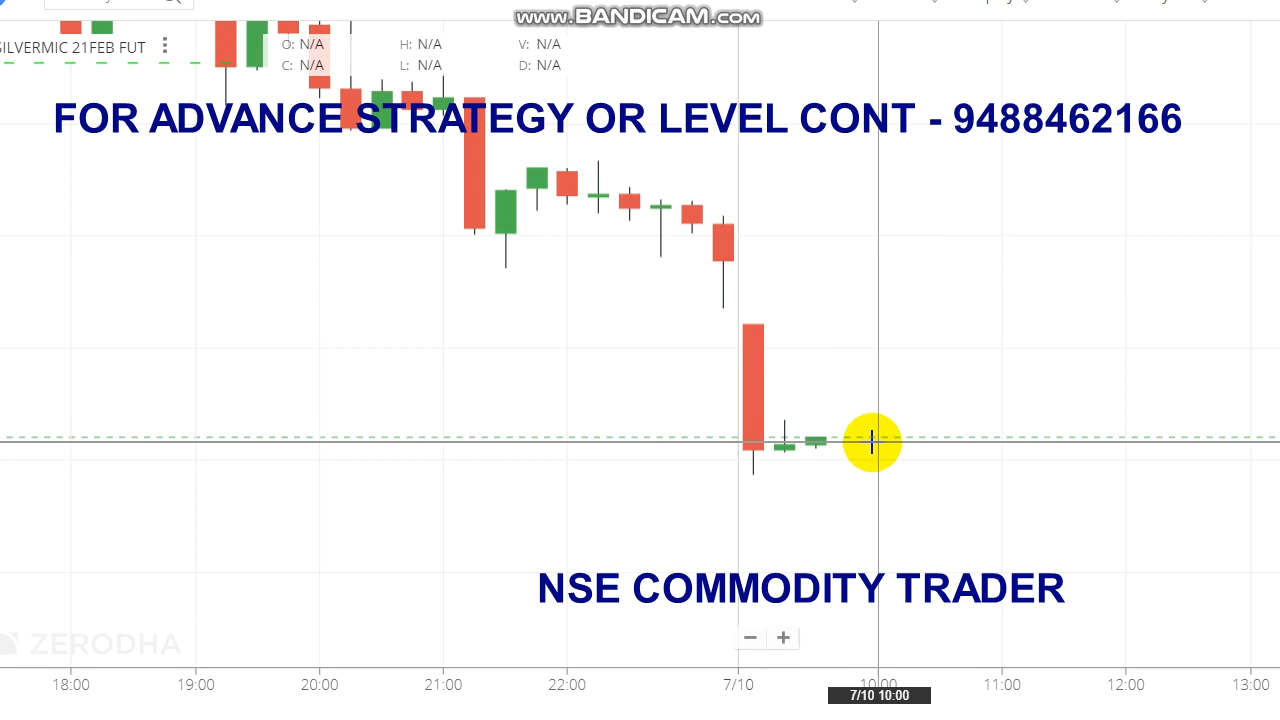 www.BANDICAM.com
SILVERMIC 21FEB FUT
O: N/A H: N/A V: N/A
C: N/A L: N/A D: N/A
FOR ADVANCE STRATEGY OR LEVEL CONT - 9488462166
NSE COMMODITY TRADER
ZERODHA
− +
18:00 19:00 20:00 21:00 22:00 7/10 10:00 11:00 12:00 13:00
7/10 10:00